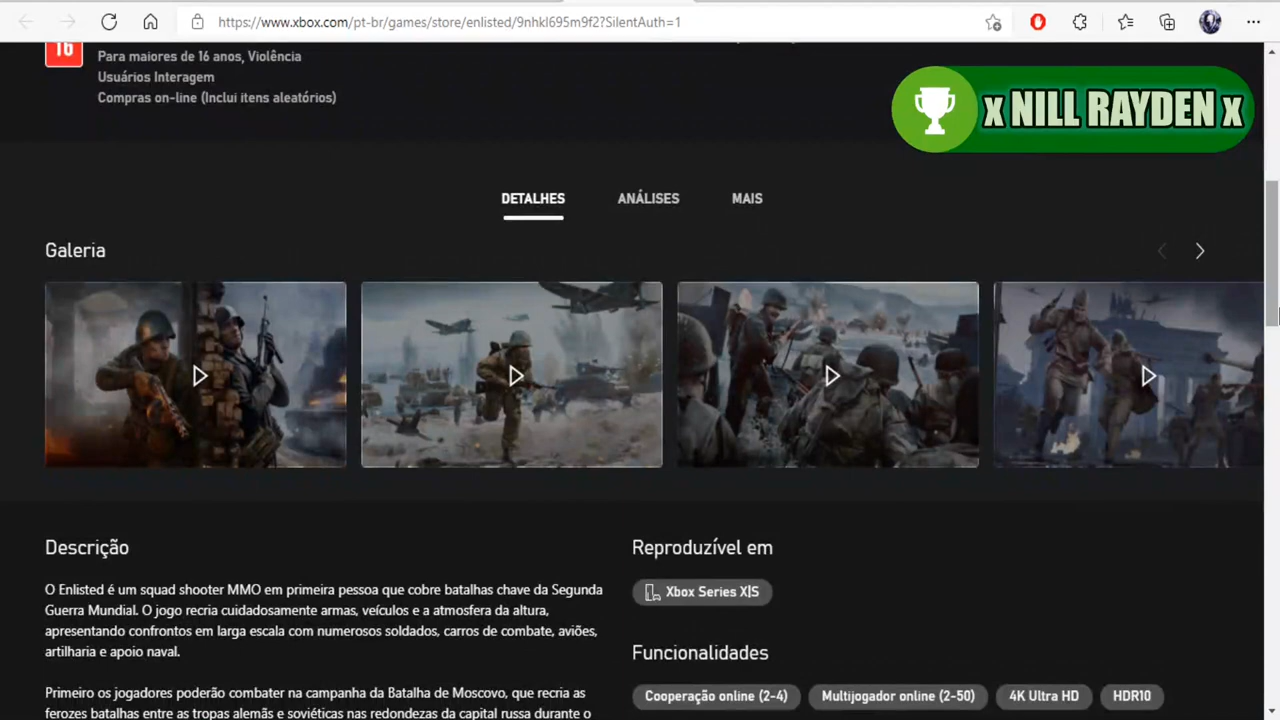 https://www.xbox.com/pt-br/games/store/enlisted/9nhkl695m9f2?SilentAuth=1
16
Para maiores de 16 anos, Violência
Usuários Interagem
Compras on-line (Inclui itens aleatórios)
x NILL RAYDEN x
DETALHES
ANÁLISES
MAIS
Galeria
Descrição
O Enlisted é um squad shooter MMO em primeira pessoa que cobre batalhas chave da Segunda
Guerra Mundial. O jogo recria cuidadosamente armas, veículos e a atmosfera da altura,
apresentando confrontos em larga escala com numerosos soldados, carros de combate, aviões,
artilharia e apoio naval.
Primeiro os jogadores poderão combater na campanha da Batalha de Moscovo, que recria as
ferozes batalhas entre as tropas alemãs e soviéticas nas redondezas da capital russa durante o
Reproduzível em
Xbox Series X|S
Funcionalidades
Cooperação online (2-4)
Multijogador online (2-50)
4K Ultra HD
HDR10